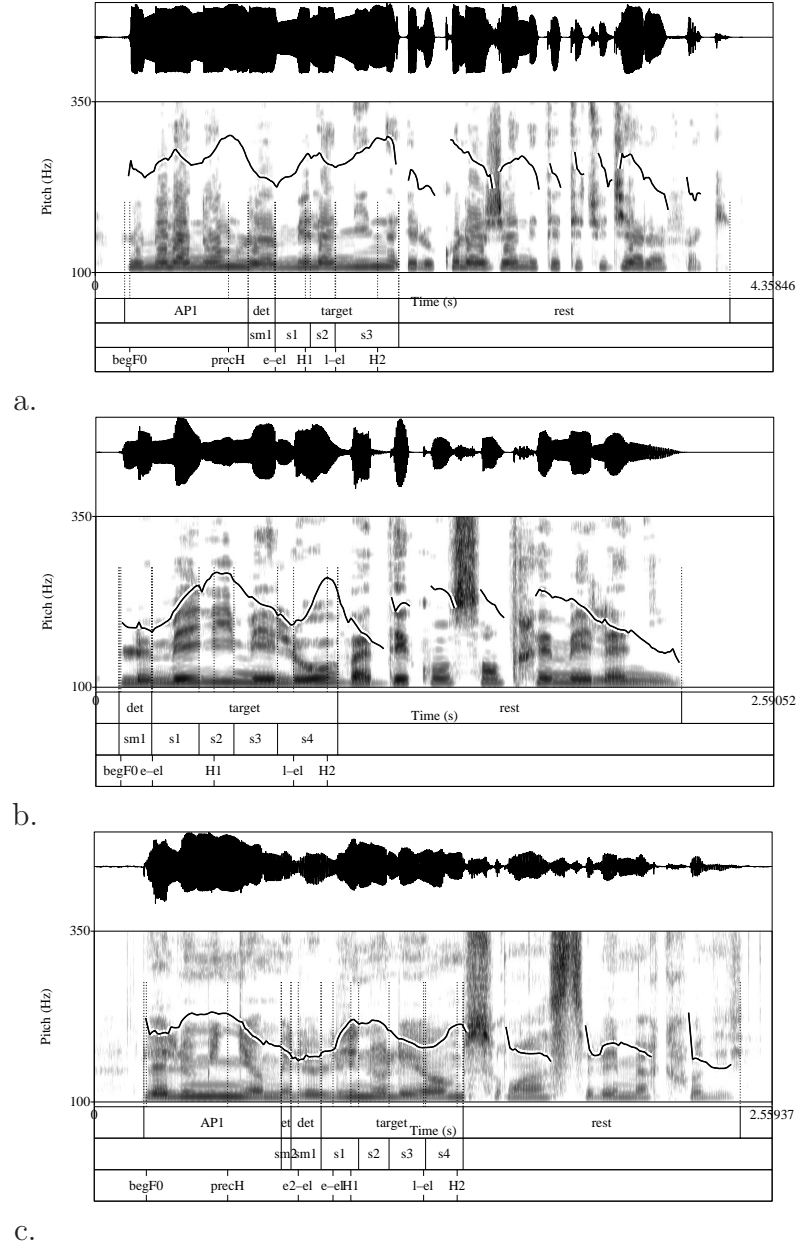 350
Pitch (Hz)
100
0 4.35846
Time (s)
AP1 det target rest
sm1 s1 s2 s3
begF0 precH e–el H1 l–el H2
a.
350
Pitch (Hz)
100
0 2.59052
Time (s)
det target rest
sm1 s1 s2 s3 s4
begF0 e–el H1 l–el H2
b.
350
Pitch (Hz)
100
0 2.55937
Time (s)
AP1 et det target rest
sm2 sm1 s1 s2 s3 s4
begF0 precH e2–el e–el H1 l–el H2
c.